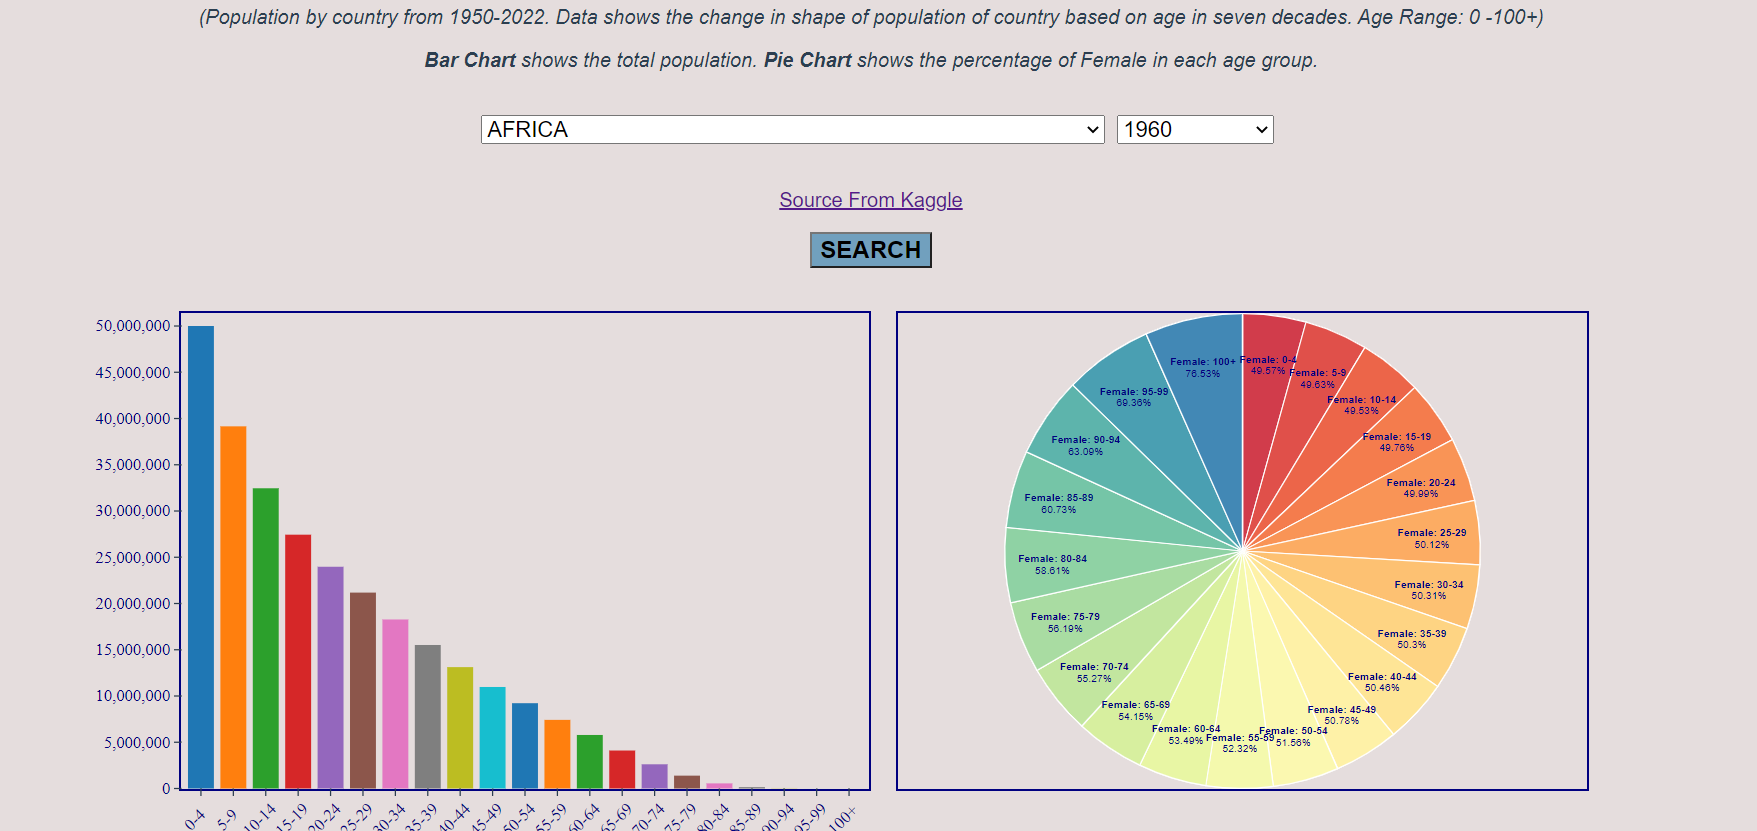 (Population by country from 1950-2022. Data shows the change in shape of population of country based on age in seven decades. Age Range: 0 -100+)
Bar Chart shows the total population. Pie Chart shows the percentage of Female in each age group.
AFRICA
1960
Source From Kaggle
SEARCH
50,000,000
45,000,000
40,000,000
35,000,000
30,000,000
25,000,000
20,000,000
15,000,000
10,000,000
5,000,000
0
0-4
5-9
10-14
15-19
20-24
25-29
30-34
35-39
40-44
45-49
50-54
55-59
60-64
65-69
70-74
75-79
80-84
85-89
90-94
95-99
100+
Female: 0-4
49.57%
Female: 5-9
49.63%
Female: 10-14
49.53%
Female: 15-19
49.76%
Female: 20-24
49.99%
Female: 25-29
50.12%
Female: 30-34
50.31%
Female: 35-39
50.3%
Female: 40-44
50.46%
Female: 45-49
50.78%
Female: 50-54
51.56%
Female: 55-59
52.32%
Female: 60-64
53.49%
Female: 65-69
54.15%
Female: 70-74
55.27%
Female: 75-79
56.19%
Female: 80-84
58.61%
Female: 85-89
60.73%
Female: 90-94
63.09%
Female: 95-99
69.36%
Female: 100+
76.53%